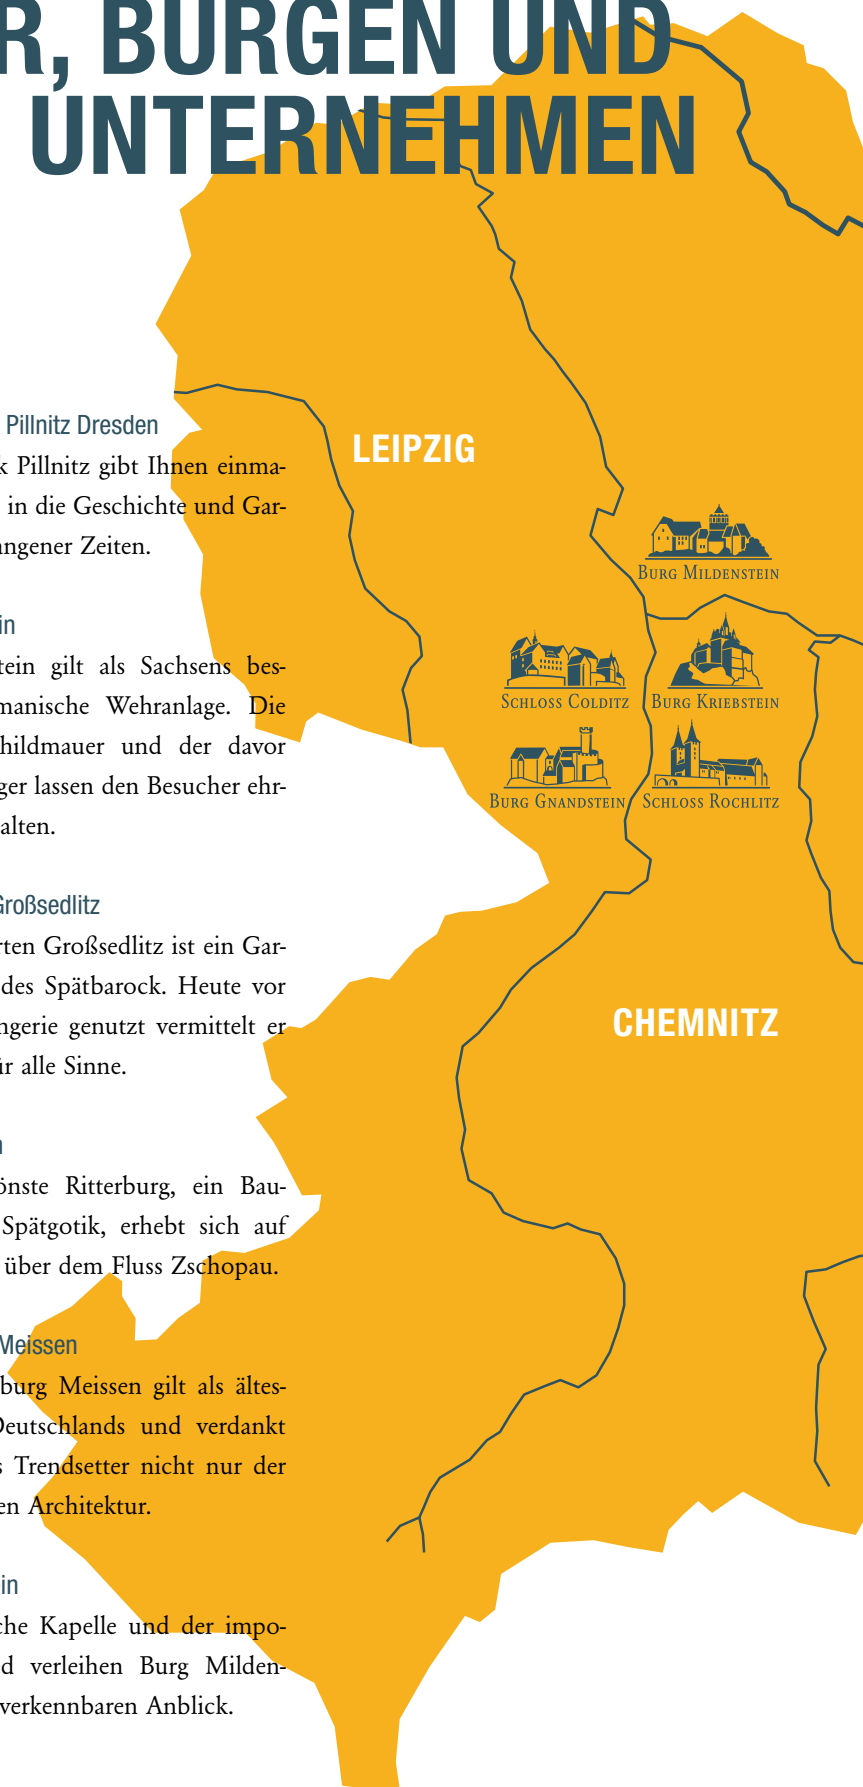 R, BURGEN UND
UNTERNEHMEN
Pillnitz Dresden
k Pillnitz gibt Ihnen einma-
in die Geschichte und Gar-
angener Zeiten.
in
tein gilt als Sachsens bes-
manische Wehranlage. Die
childmauer und der davor
ger lassen den Besucher ehr-
alten.
Großsedlitz
rten Großsedlitz ist ein Gar-
des Spätbarock. Heute vor
ngerie genutzt vermittelt er
ür alle Sinne.
n
önste Ritterburg, ein Bau-
Spätgotik, erhebt sich auf
über dem Fluss Zschopau.
Meissen
burg Meissen gilt als ältes-
Deutschlands und verdankt
s Trendsetter nicht nur der
en Architektur.
in
che Kapelle und der impo-
d verleihen Burg Milden-
verkennbaren Anblick.
LEIPZIG
BURG MILDENSTEIN
SCHLOSS COLDITZ
BURG KRIEBSTEIN
BURG GNANDSTEIN
SCHLOSS ROCHLITZ
CHEMNITZ